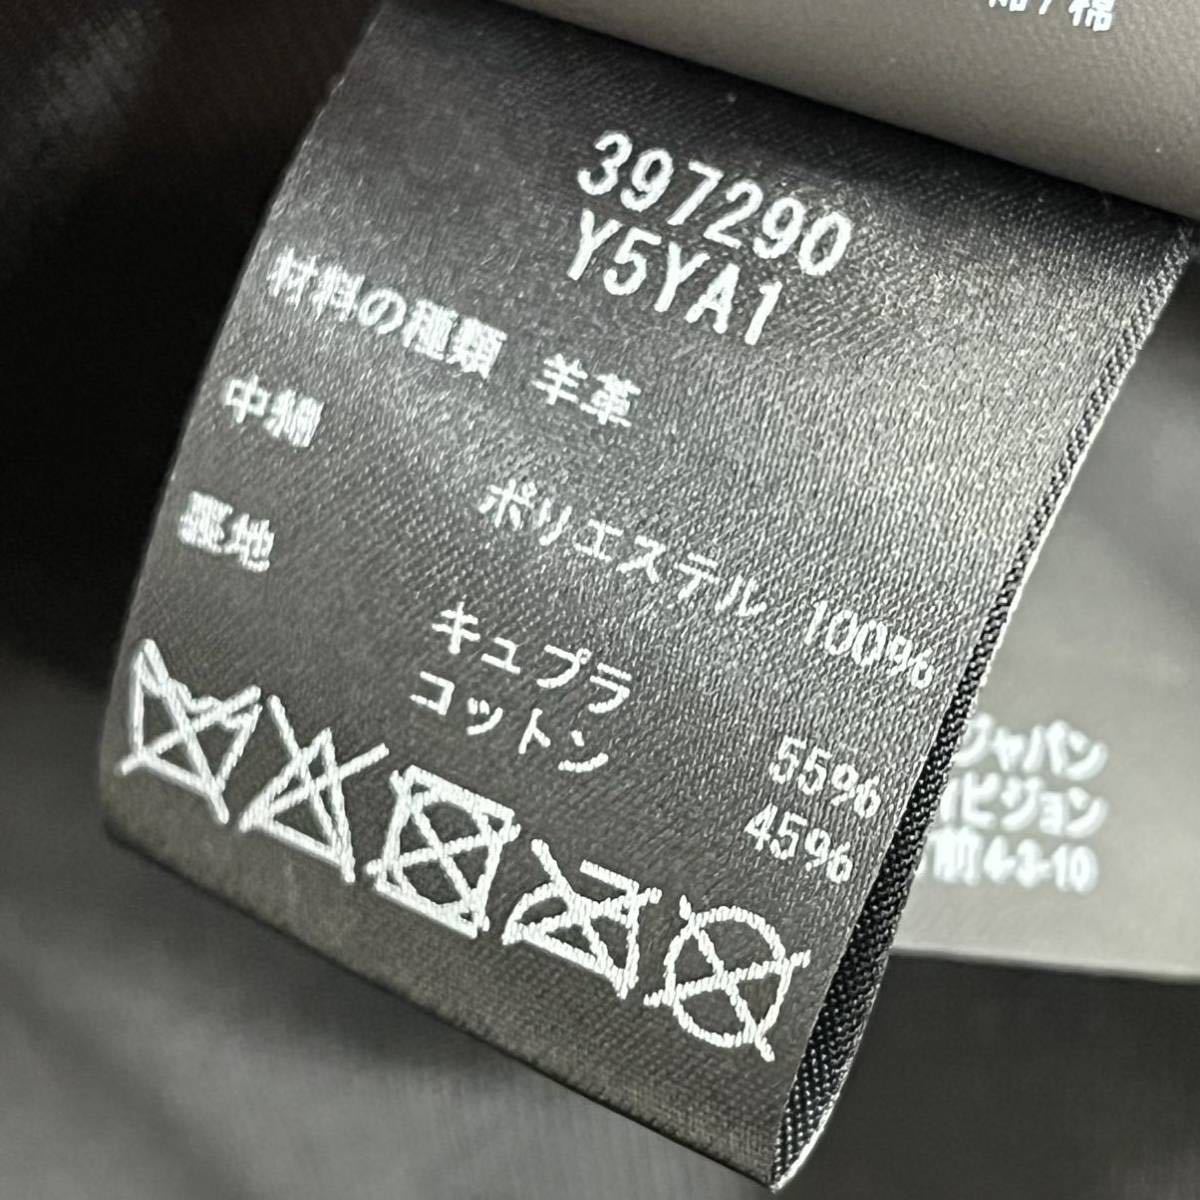 397290
Y5YA1
材料の種類 羊革
中綿
ポリエステル 100%
裏地
キュプラ 55%
コットン 45%
ジャパン
ィビジョン
前4-3-10